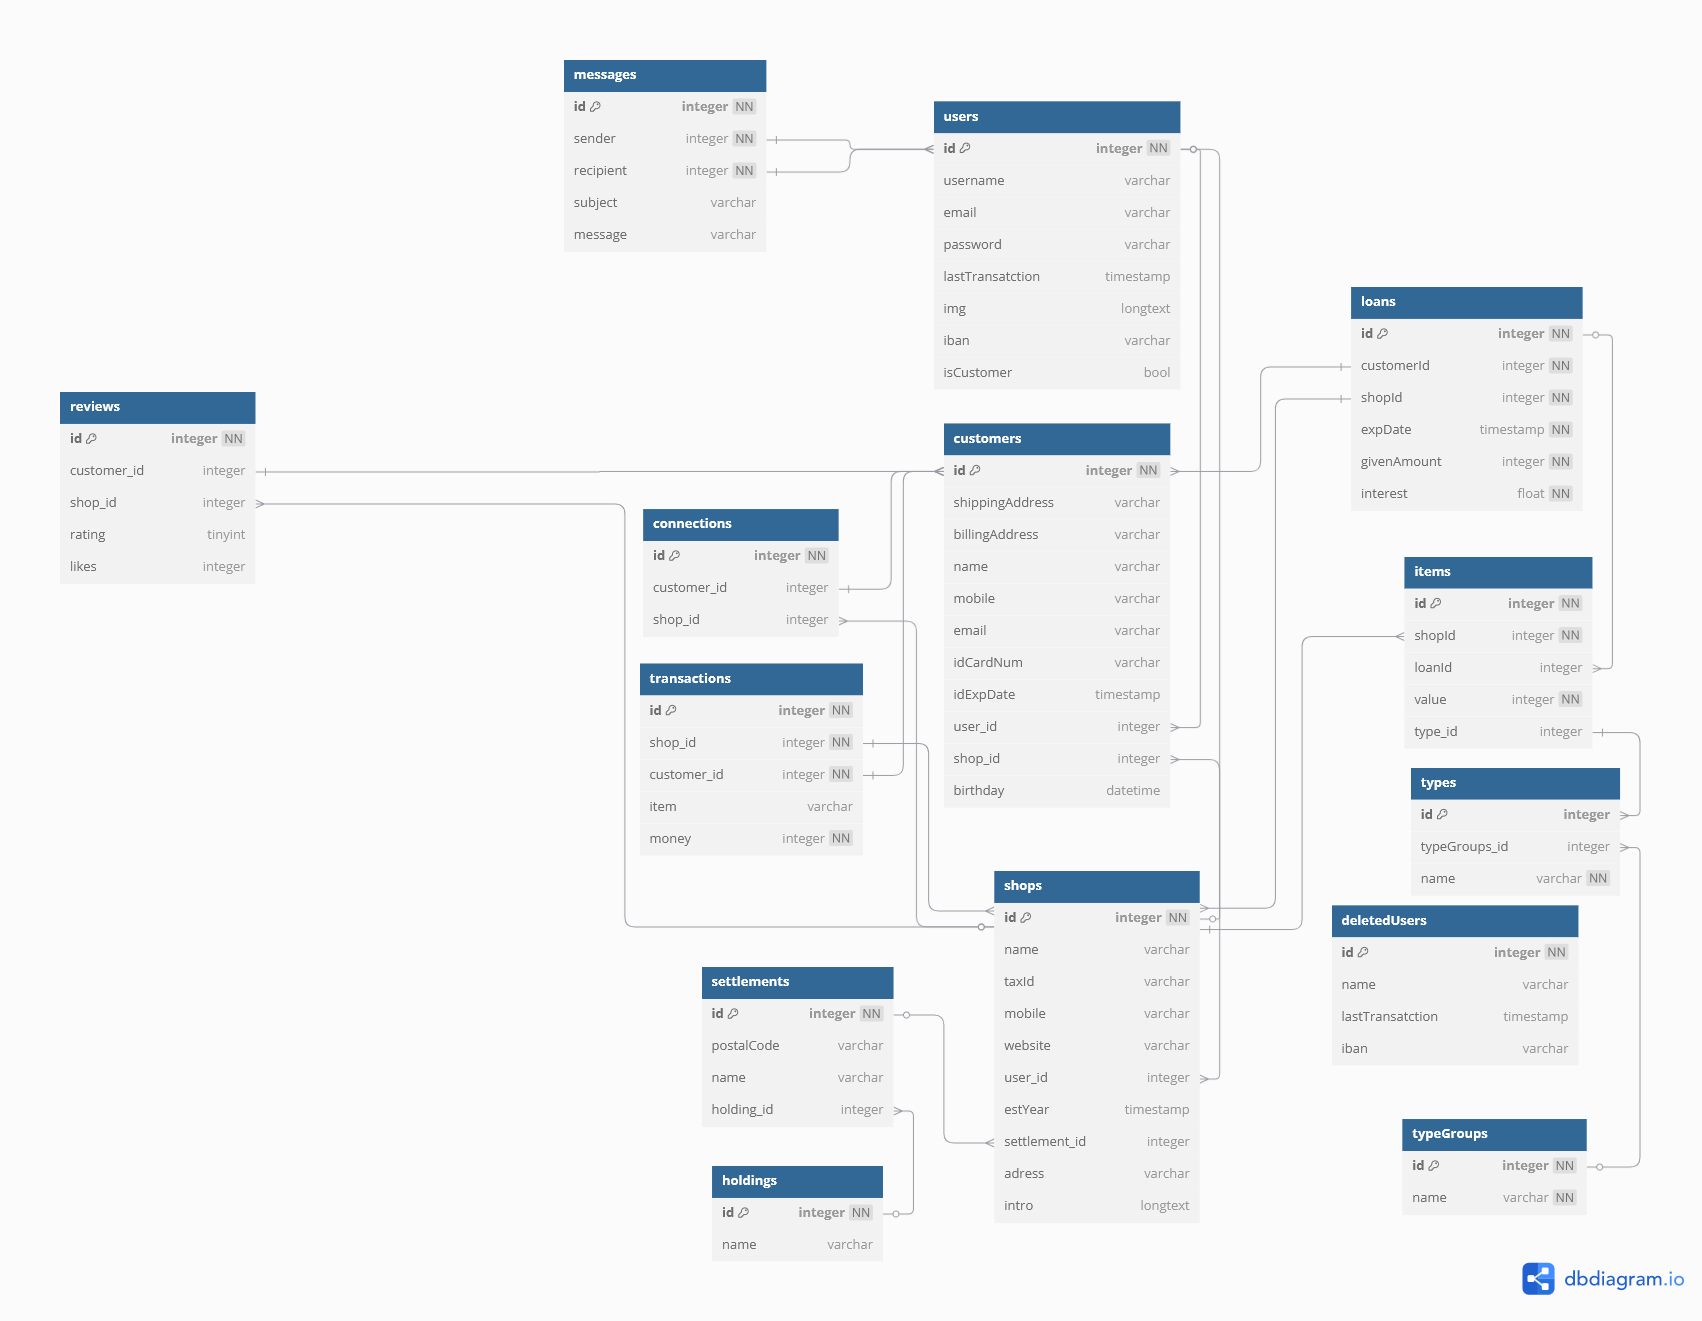 messages
id integer NN
sender integer NN
recipient integer NN
subject varchar
message varchar
users
id integer NN
username varchar
email varchar
password varchar
lastTransatction timestamp
img longtext
iban varchar
isCustomer bool
loans
id integer NN
customerId integer NN
shopId integer NN
expDate timestamp NN
givenAmount integer NN
interest float NN
reviews
id integer NN
customer_id integer
shop_id integer
rating tinyint
likes integer
customers
id integer NN
shippingAddress varchar
billingAddress varchar
name varchar
mobile varchar
email varchar
idCardNum varchar
idExpDate timestamp
user_id integer
shop_id integer
birthday datetime
connections
id integer NN
customer_id integer
shop_id integer
items
id integer NN
shopId integer NN
loanId integer
value integer NN
type_id integer
transactions
id integer NN
shop_id integer NN
customer_id integer NN
item varchar
money integer NN
types
id integer
typeGroups_id integer
name varchar NN
shops
id integer NN
name varchar
taxId varchar
mobile varchar
website varchar
user_id integer
estYear timestamp
settlement_id integer
adress varchar
intro longtext
deletedUsers
id integer NN
name varchar
lastTransatction timestamp
iban varchar
settlements
id integer NN
postalCode varchar
name varchar
holding_id integer
holdings
id integer NN
name varchar
typeGroups
id integer NN
name varchar NN
dbdiagram.io